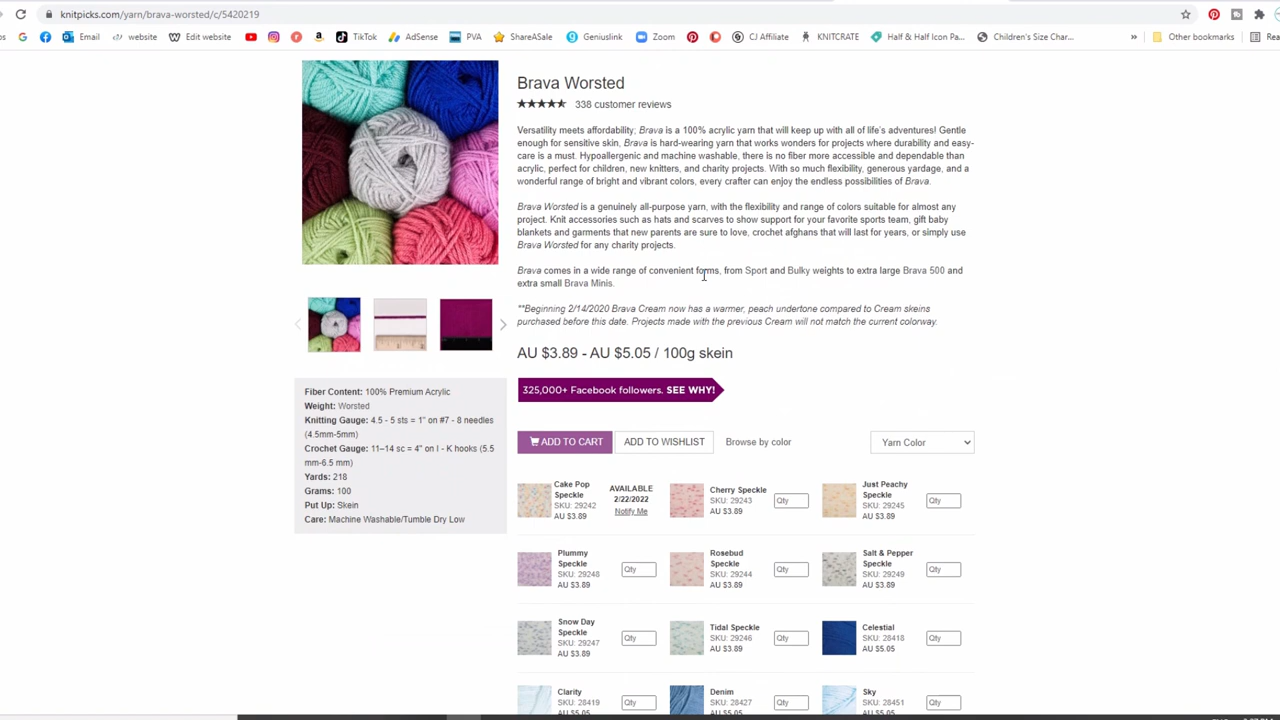 knitpicks.com/yarn/brava-worsted/c/5420219
Email
website
Edit website
TikTok
AdSense
PVA
ShareASale
Geniuslink
Zoom
CJ Affiliate
KNITCRATE
Half & Half Icon Pa...
Children's Size Char...
»
Other bookmarks
Brava Worsted
338 customer reviews
Versatility meets affordability; Brava is a 100% acrylic yarn that will keep up with all of life's adventures! Gentle
enough for sensitive skin, Brava is hard-wearing yarn that works wonders for projects where durability and easy-
care is a must. Hypoallergenic and machine washable, there is no fiber more accessible and dependable than
acrylic, perfect for children, new knitters, and charity projects. With so much flexibility, generous yardage, and a
wonderful range of bright and vibrant colors, every crafter can enjoy the endless possibilities of Brava.
Brava Worsted is a genuinely all-purpose yarn, with the flexibility and range of colors suitable for almost any
project. Knit accessories such as hats and scarves to show support for your favorite sports team, gift baby
blankets and garments that new parents are sure to love, crochet afghans that will last for years, or simply use
Brava Worsted for any charity projects.
Brava comes in a wide range of convenient forms, from Sport and Bulky weights to extra large Brava 500 and
extra small Brava Minis.
**Beginning 2/14/2020 Brava Cream now has a warmer, peach undertone compared to Cream skeins
purchased before this date. Projects made with the previous Cream will not match the current colorway.
AU $3.89 - AU $5.05 / 100g skein
325,000+ Facebook followers. SEE WHY!
Fiber Content: 100% Premium Acrylic
Weight: Worsted
Knitting Gauge: 4.5 - 5 sts = 1" on #7 - 8 needles
(4.5mm-5mm)
Crochet Gauge: 11–14 sc = 4" on I - K hooks (5.5
mm-6.5 mm)
Yards: 218
Grams: 100
Put Up: Skein
Care: Machine Washable/Tumble Dry Low
ADD TO CART
ADD TO WISHLIST
Browse by color
Yarn Color
Cake Pop
Speckle
SKU: 29242
AU $3.89
AVAILABLE
2/22/2022
Notify Me
Cherry Speckle
SKU: 29243
AU $3.89
Qty
Just Peachy
Speckle
SKU: 29245
AU $3.89
Qty
Plummy
Speckle
SKU: 29248
AU $3.89
Qty
Rosebud
Speckle
SKU: 29244
AU $3.89
Qty
Salt & Pepper
Speckle
SKU: 29249
AU $3.89
Qty
Snow Day
Speckle
SKU: 29247
AU $3.89
Qty
Tidal Speckle
SKU: 29246
AU $3.89
Qty
Celestial
SKU: 28418
AU $5.05
Qty
Clarity
SKU: 28419
AU $5.05
Qty
Denim
SKU: 28427
AU $5.05
Qty
Sky
SKU: 28451
AU $5.05
Qty